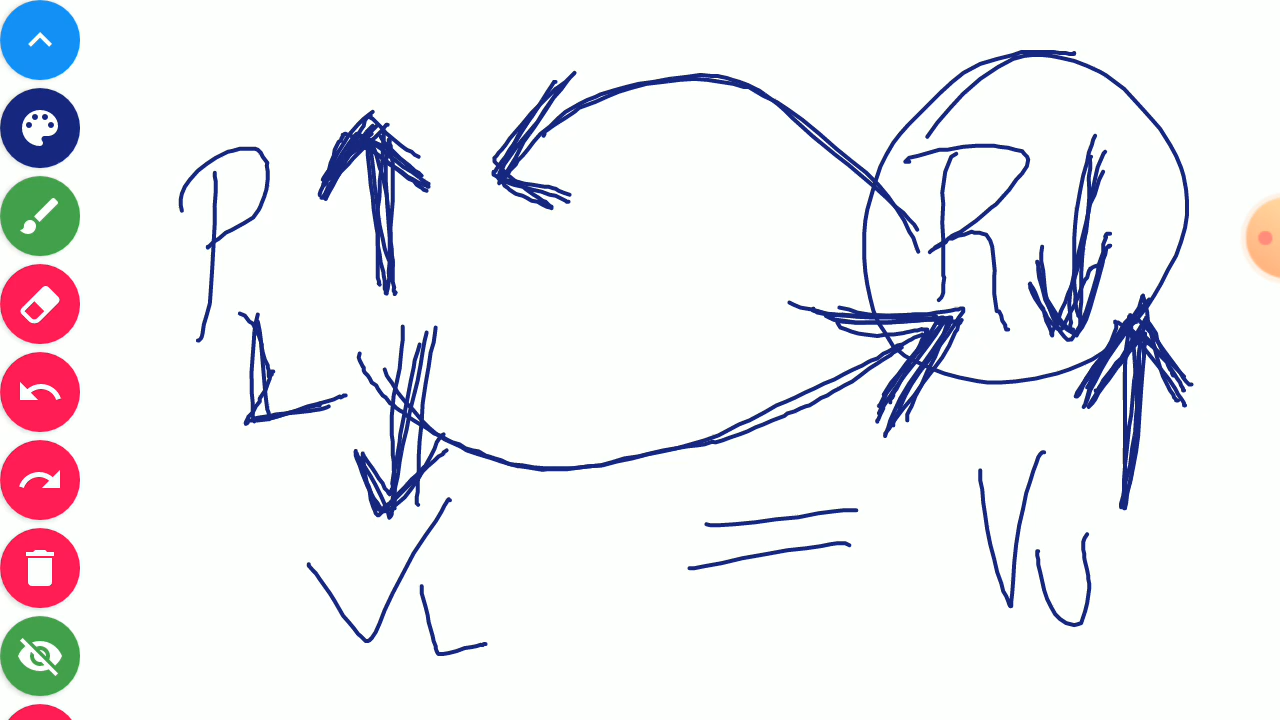 P ↑ R ↓
L ↓ ↑
VL = VU